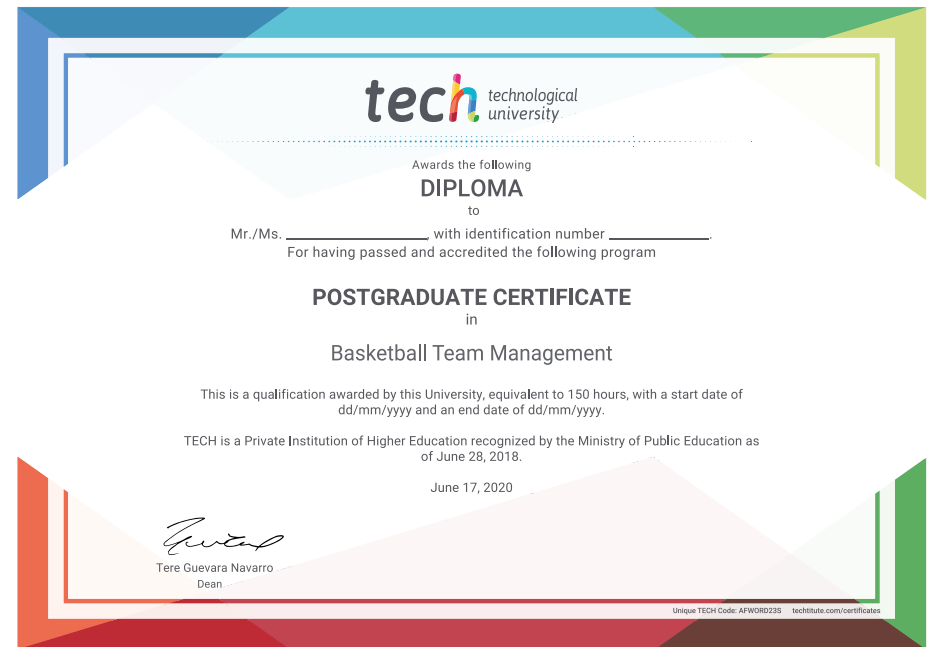 tech technological
university
Awards the following
DIPLOMA
to
Mr./Ms. ____________________, with identification number ______________.
For having passed and accredited the following program
POSTGRADUATE CERTIFICATE
in
Basketball Team Management
This is a qualification awarded by this University, equivalent to 150 hours, with a start date of
dd/mm/yyyy and an end date of dd/mm/yyyy.
TECH is a Private Institution of Higher Education recognized by the Ministry of Public Education as
of June 28, 2018.
June 17, 2020
Tere Guevara Navarro
Dean
Unique TECH Code: AFWORD23S techtitute.com/certificates